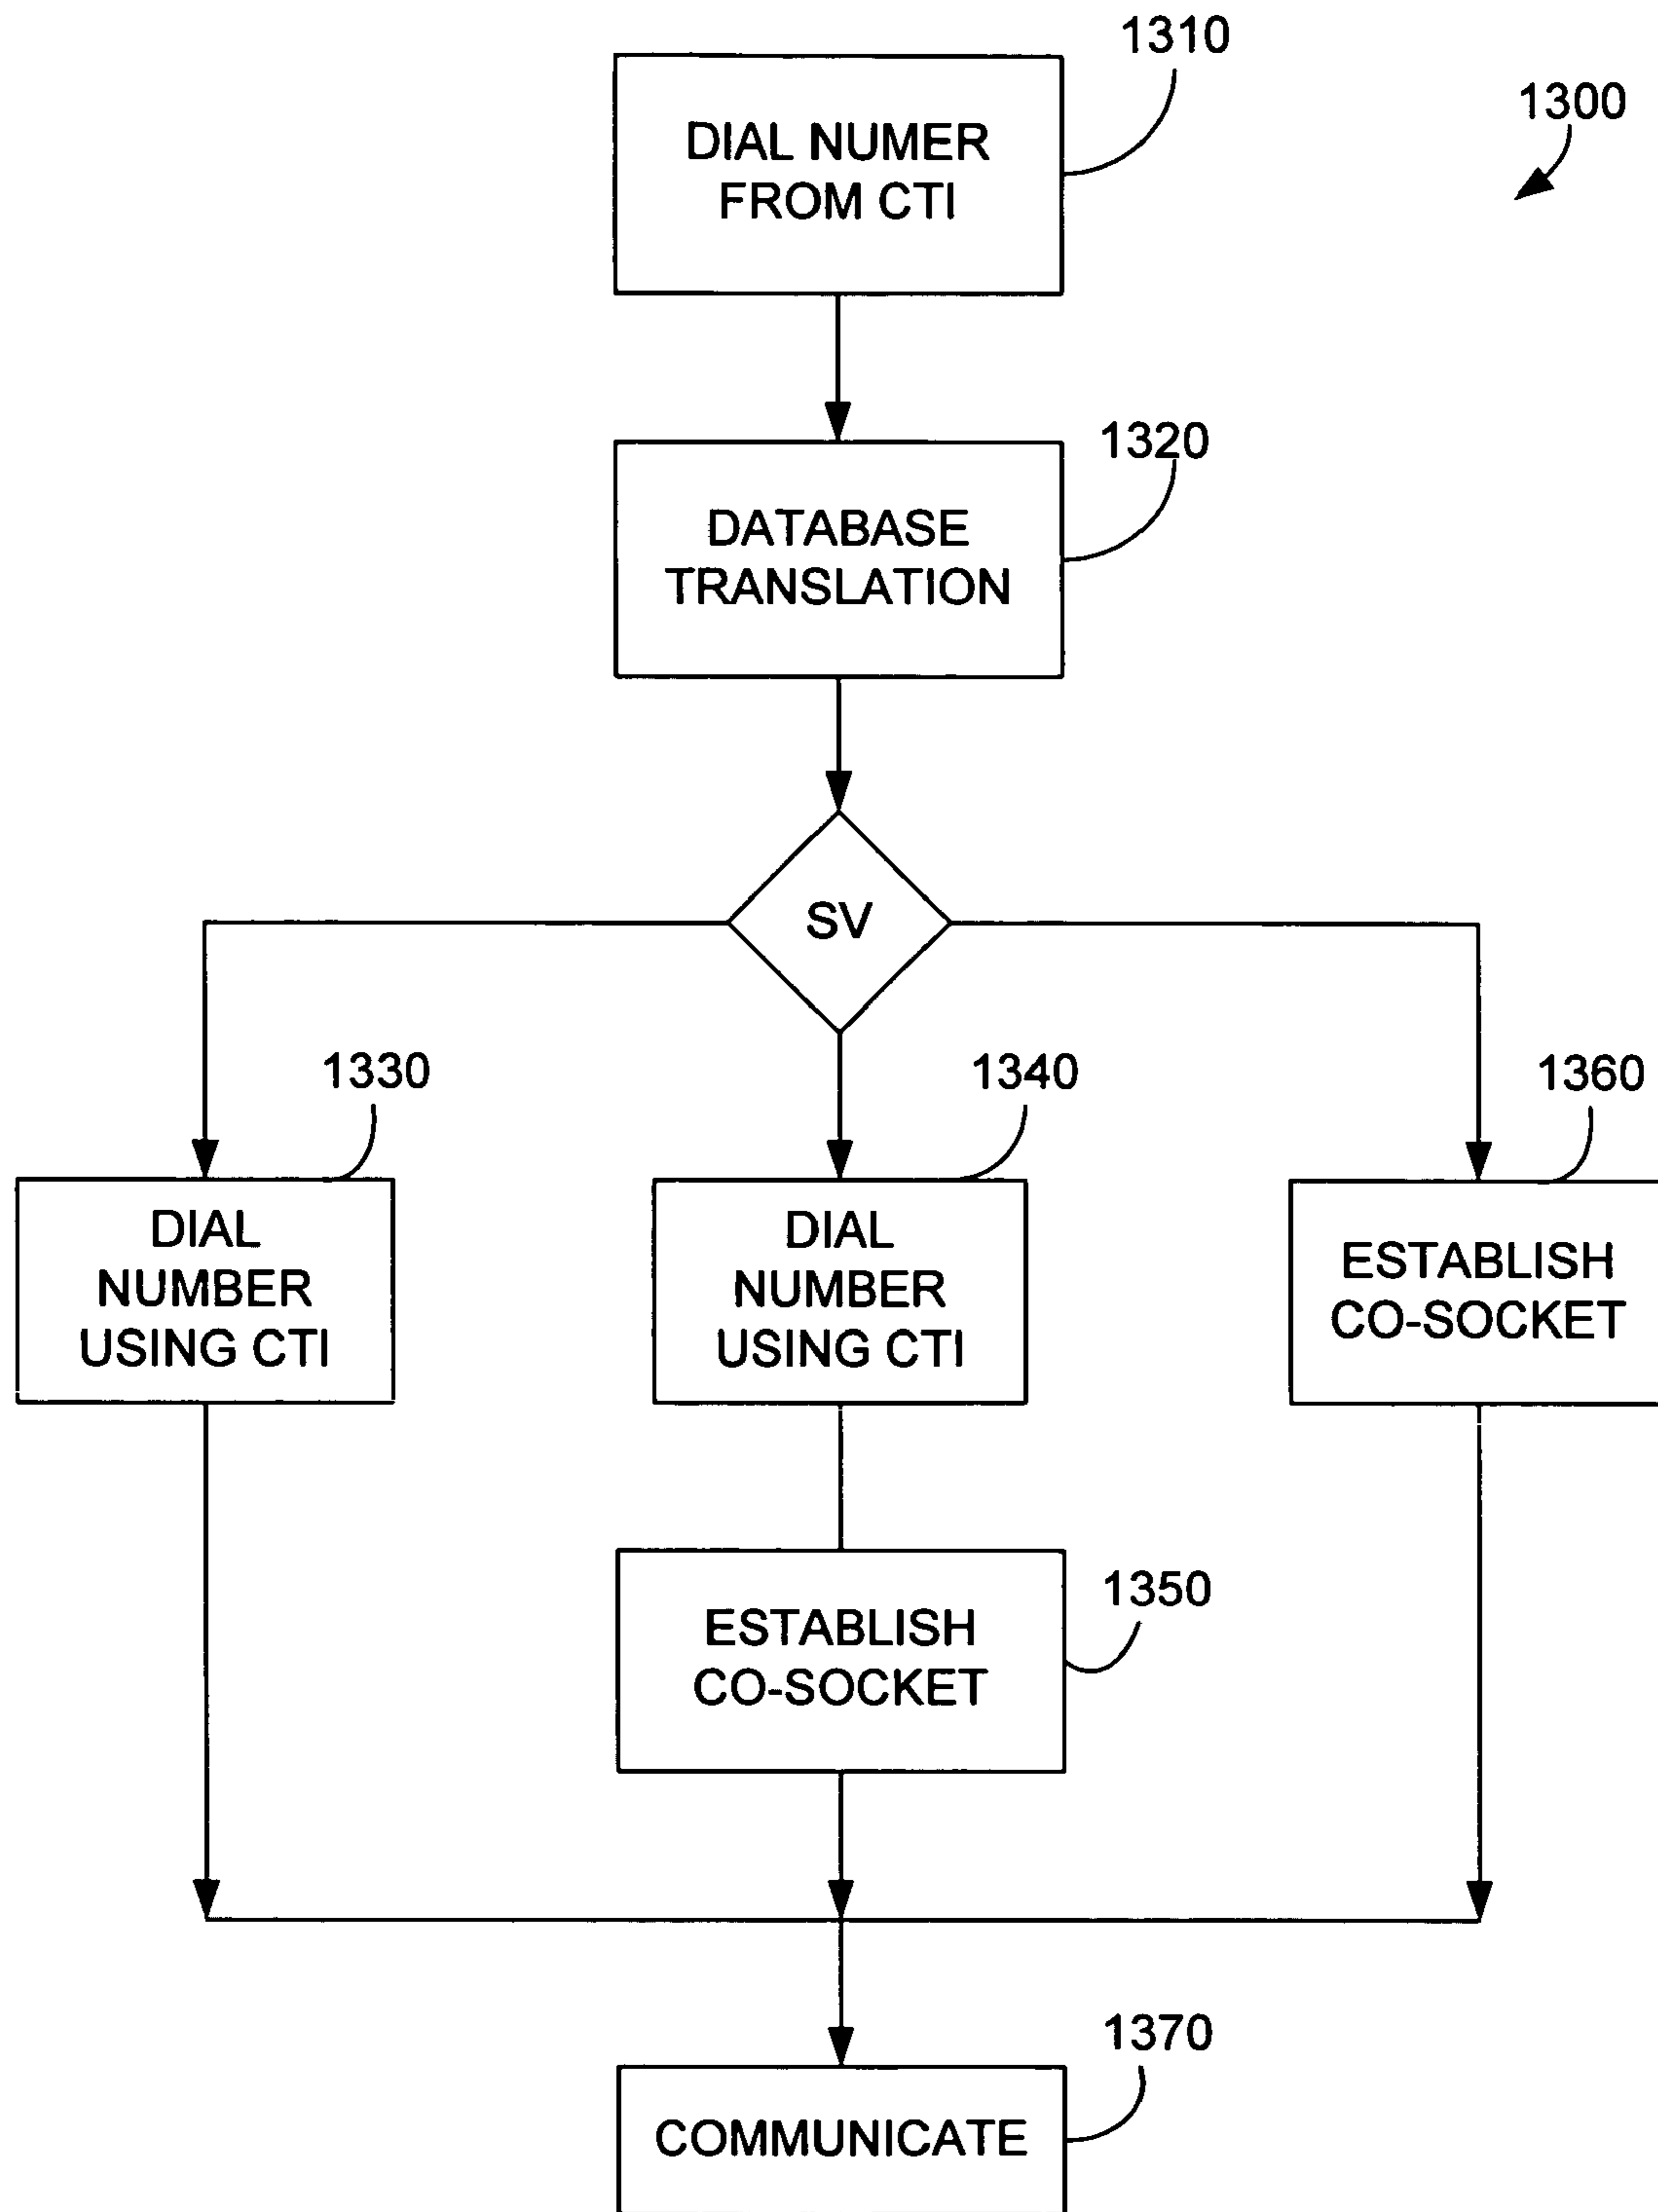 1310
1300
DIAL NUMER
FROM CTI
1320
DATABASE
TRANSLATION
SV
1330
1340
1360
DIAL
NUMBER
USING CTI
DIAL
NUMBER
USING CTI
ESTABLISH
CO-SOCKET
1350
ESTABLISH
CO-SOCKET
1370
COMMUNICATE